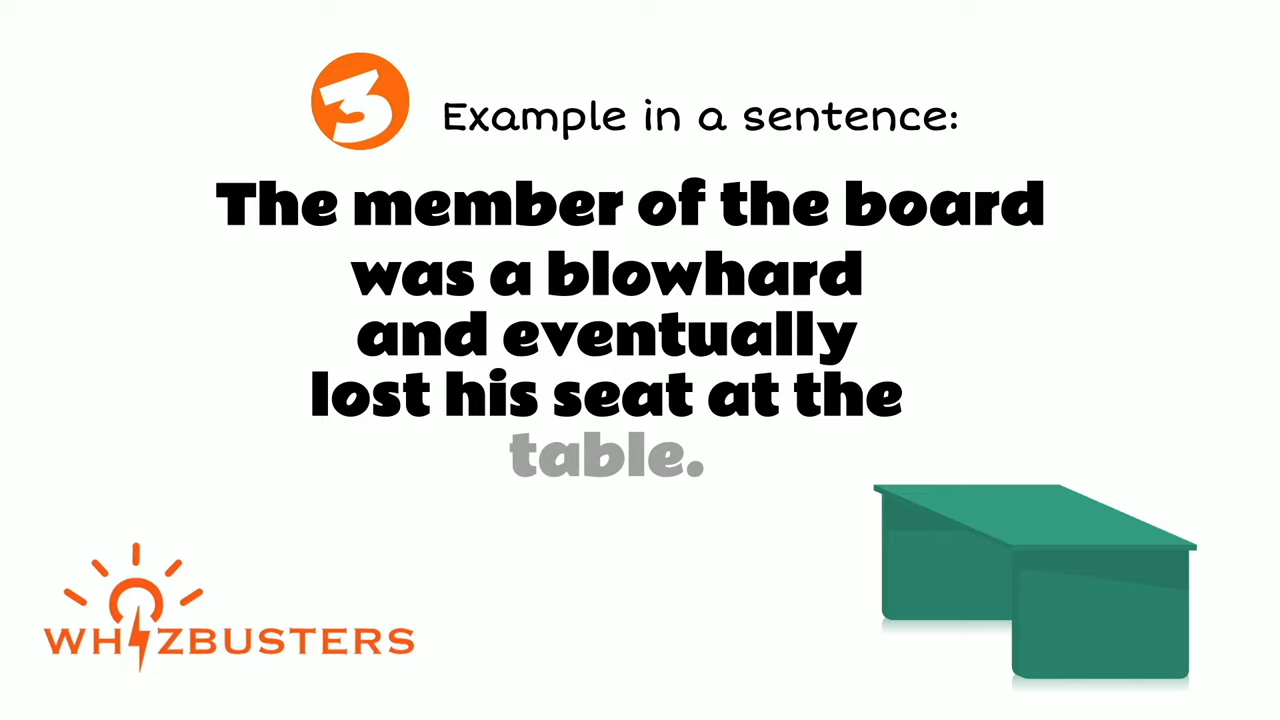 3 Example in a sentence:
The member of the board
was a blowhard
and eventually
lost his seat at the
table.
WHIZBUSTERS